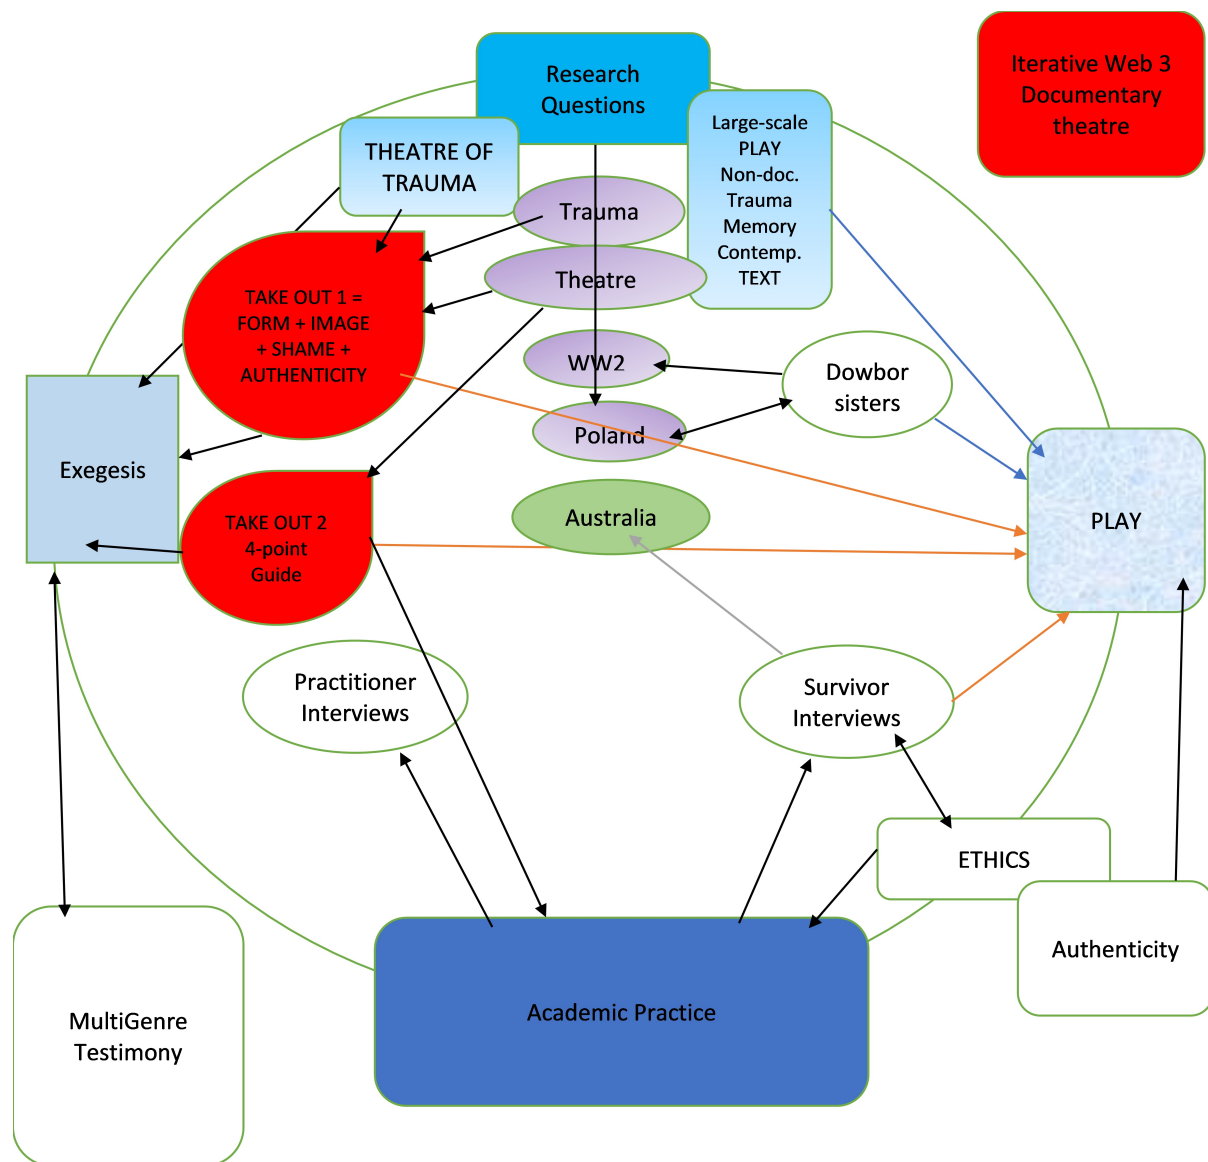 Research
Questions
Iterative Web 3
Documentary
theatre
THEATRE OF
TRAUMA
Large-scale
PLAY
Non-doc.
Trauma
Memory
Contemp.
TEXT
Trauma
Theatre
TAKE OUT 1 =
FORM + IMAGE
+ SHAME +
AUTHENTICITY
WW2
Dowbor
sisters
Poland
Exegesis
TAKE OUT 2
4-point
Guide
Australia
PLAY
Practitioner
Interviews
Survivor
Interviews
ETHICS
Authenticity
Academic Practice
MultiGenre
Testimony